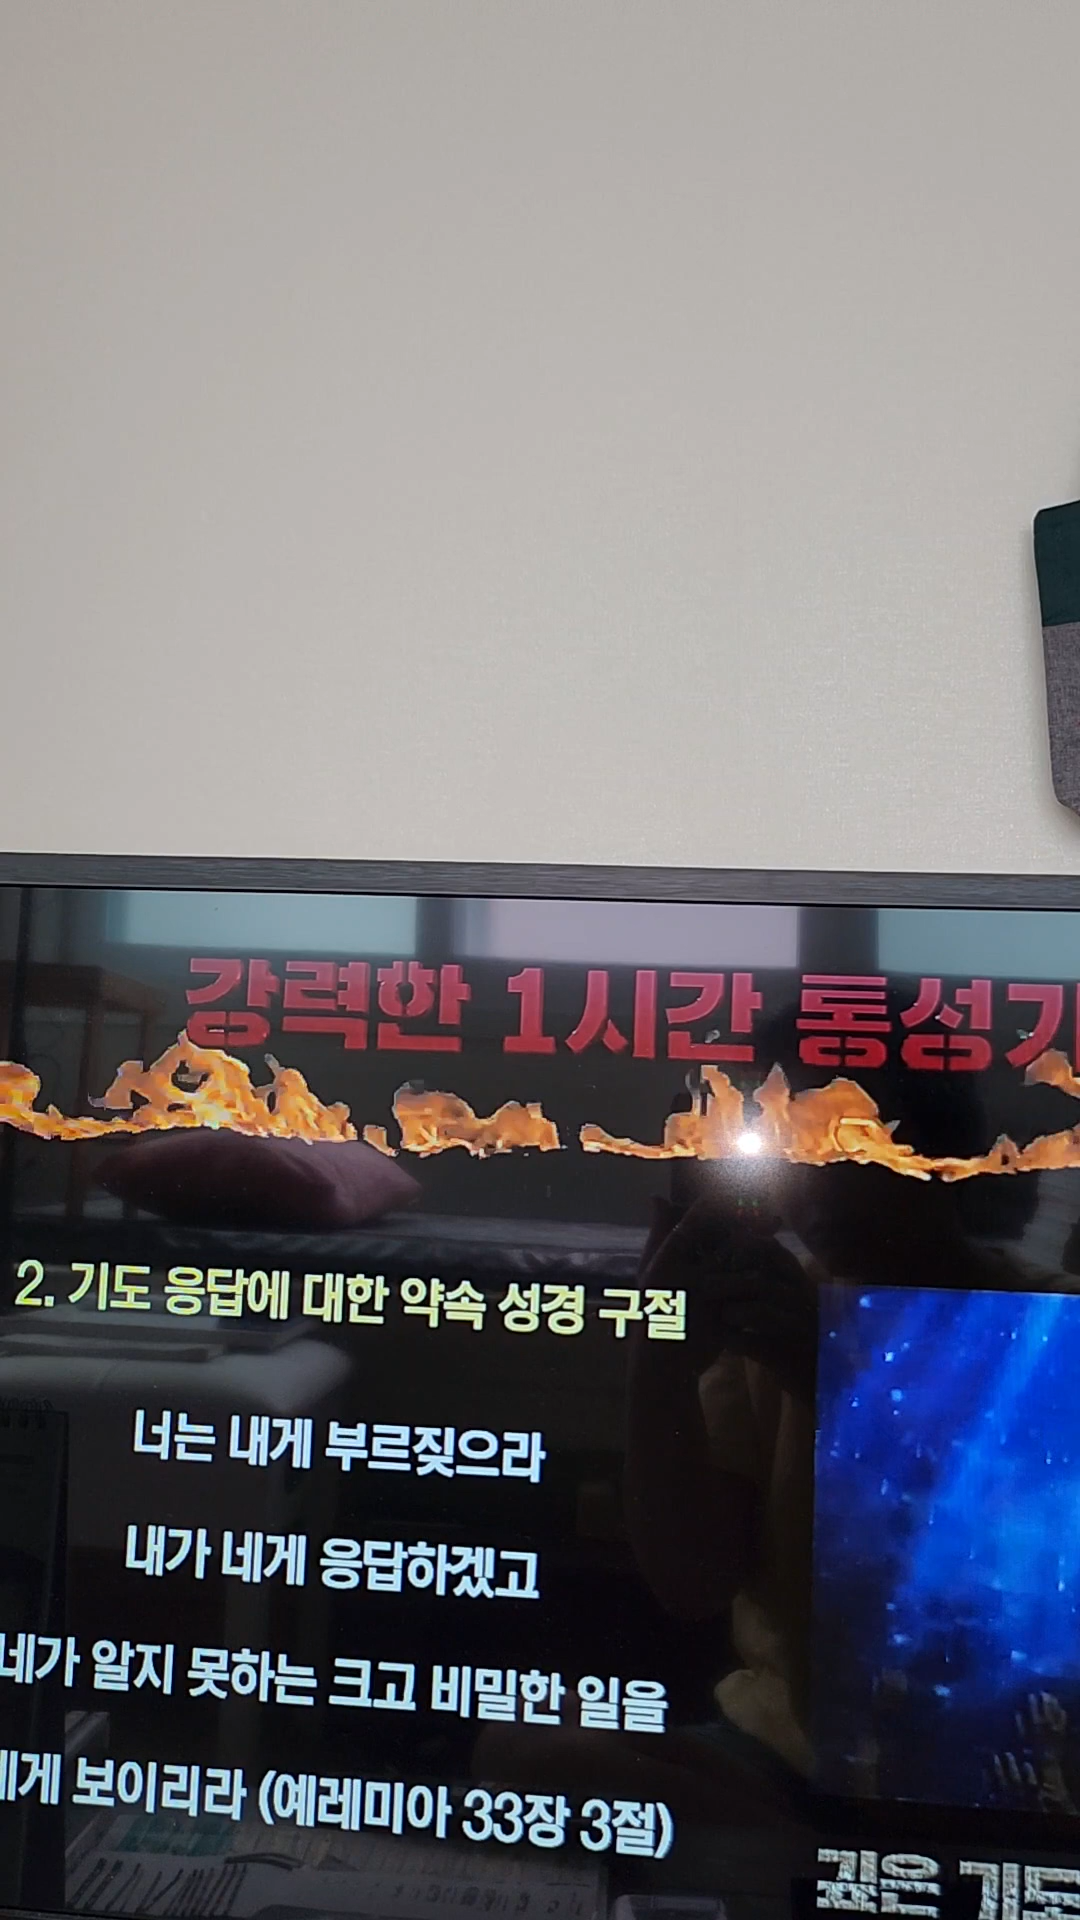 강력한 1시간 통성기
2. 기도 응답에 대한 약속 성경 구절
너는 내게 부르짖으라
내가 네게 응답하겠고
네가 알지 못하는 크고 비밀한 일을
네게 보이리라 (예레미야 33장 3절)
깊은 기도